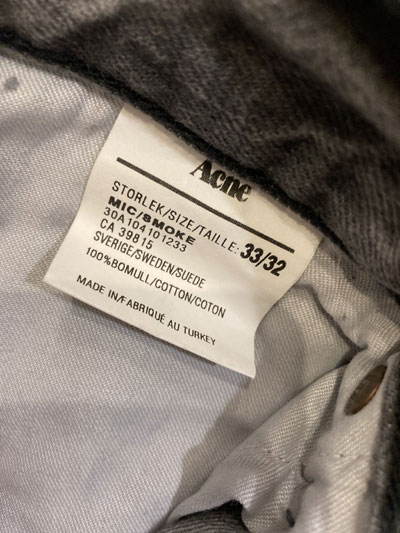 Acne
STORLEK/SIZE/TAILLE: 33/32
MIC/SMOKE
30A104101233
CA 39815
SVERIGE/SWEDEN/SUEDE
100%BOMULL/COTTON/COTON
MADE IN/FABRIQUÉ AU TURKEY